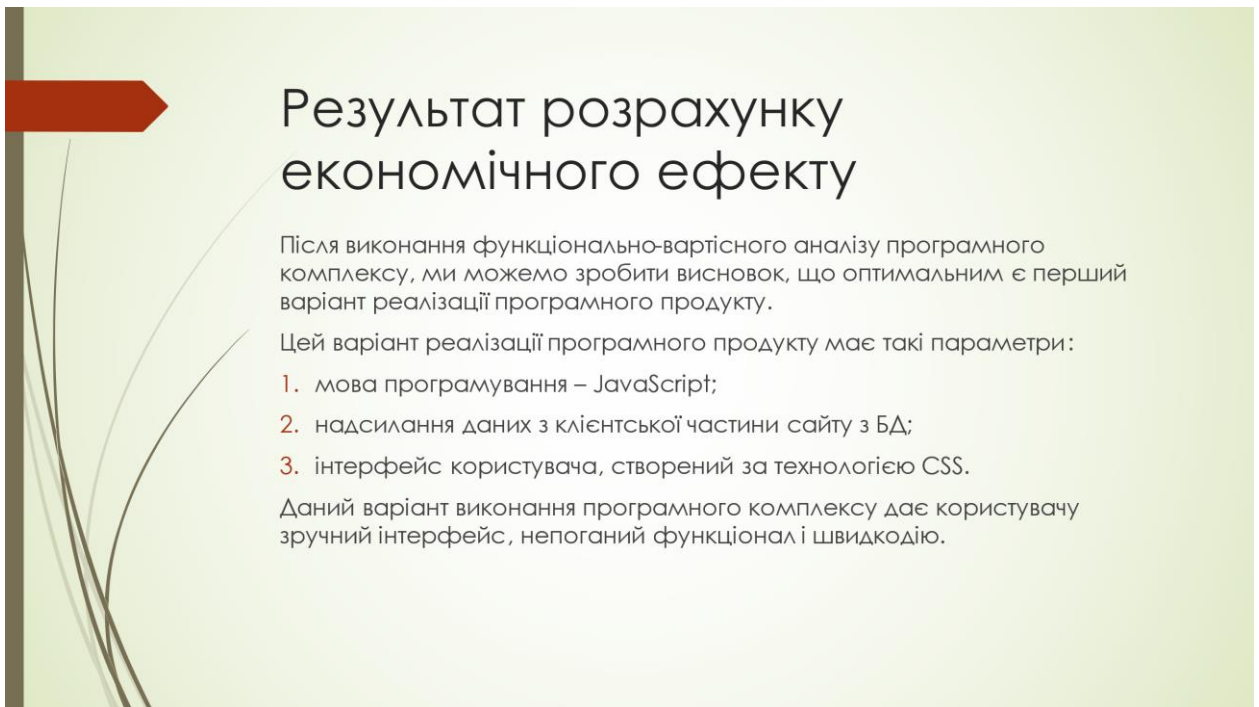 Результат розрахунку
економічного ефекту
Після виконання функціонально-вартісного аналізу програмного
комплексу, ми можемо зробити висновок, що оптимальним є перший
варіант реалізації програмного продукту.
Цей варіант реалізації програмного продукту має такі параметри:
1. мова програмування – JavaScript;
2. надсилання даних з клієнтської частини сайту з БД;
3. інтерфейс користувача, створений за технологією CSS.
Даний варіант виконання програмного комплексу дає користувачу
зручний інтерфейс, непоганий функціонал і швидкодію.